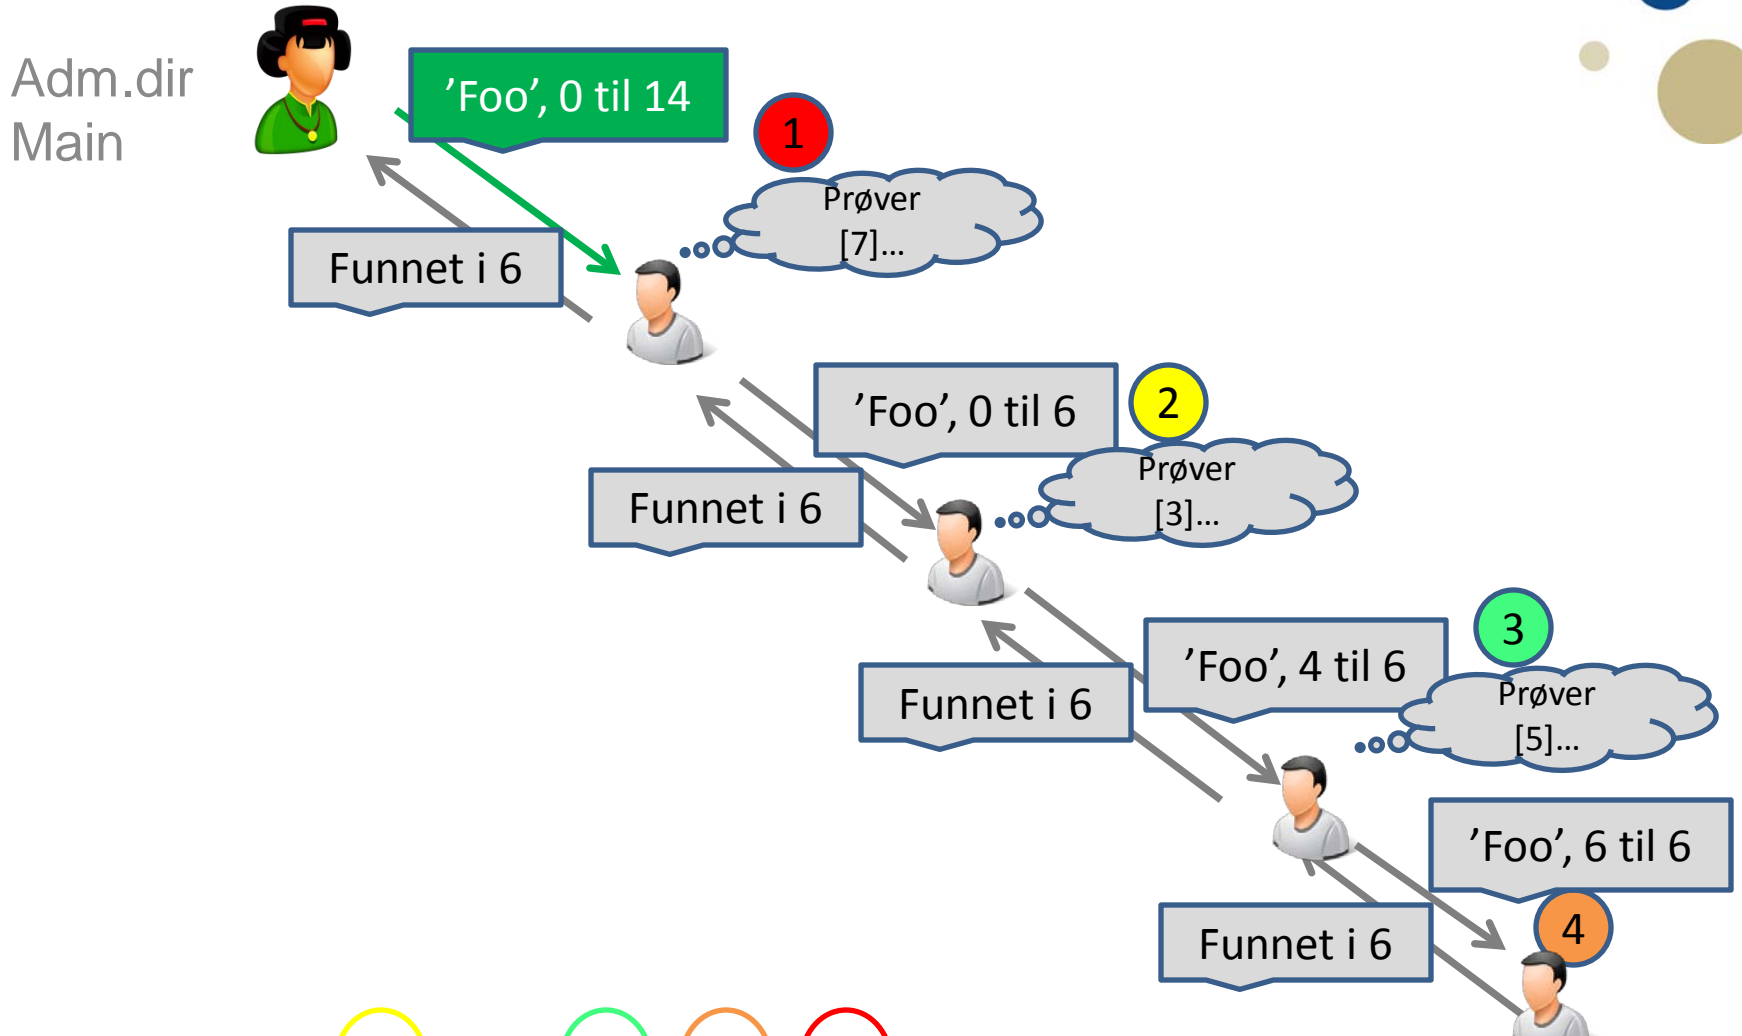 Adm.dir
Main
’Foo’, 0 til 14
1
Prøver
[7]...
Funnet i 6
’Foo’, 0 til 6
2
Prøver
[3]...
Funnet i 6
’Foo’, 4 til 6
3
Prøver
[5]...
Funnet i 6
’Foo’, 6 til 6
4
Funnet i 6